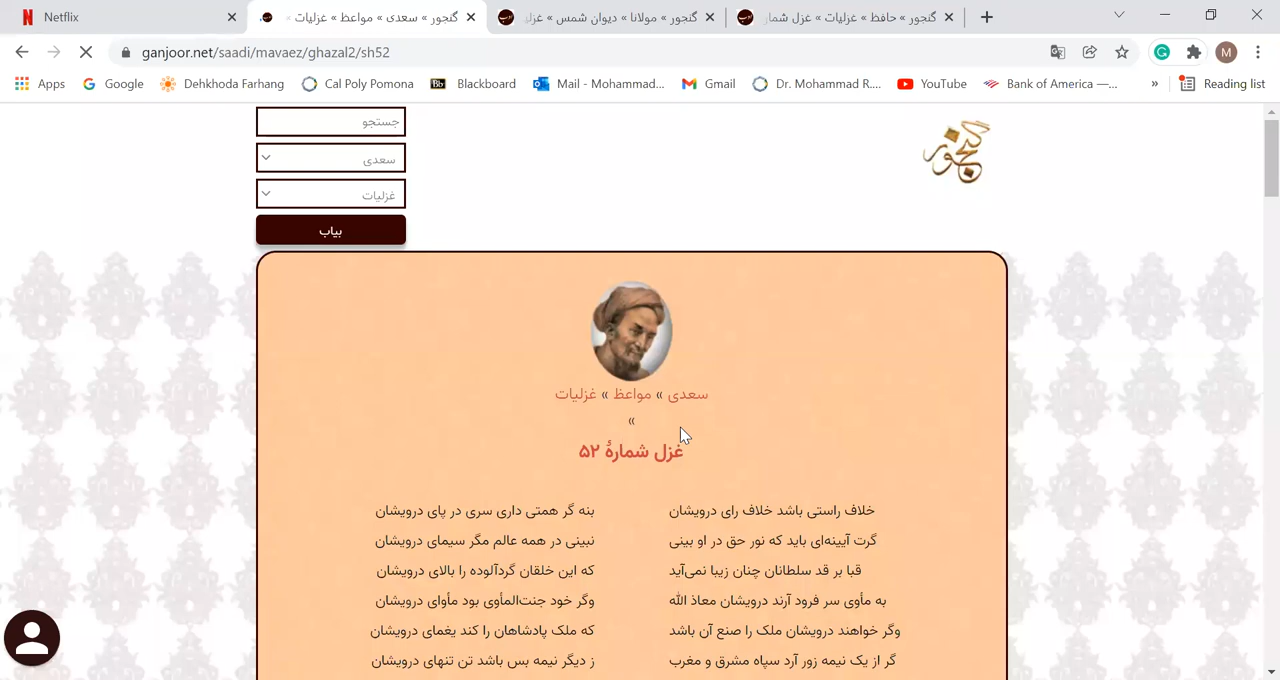 Netflix
گنجور » سعدی » مواعظ » غزلیات »
گنجور » مولانا » دیوان شمس » غزل
گنجور » حافظ » غزلیات » غزل شمار
ganjoor.net/saadi/mavaez/ghazal2/sh52
M
Apps
Google
Dehkhoda Farhang
Cal Poly Pomona
Bb
Blackboard
Mail - Mohammad...
Gmail
Dr. Mohammad R....
YouTube
Bank of America —...
»
Reading list
جستجو
گنجور
سعدی
غزلیات
بیاب
سعدی » مواعظ » غزلیات
»
غزل شمارهٔ ۵۲
خلاف راستی باشد خلاف رای درویشان
بنه گر همتی داری سری در پای درویشان
گرت آیینه‌ای باید که نور حق در او بینی
نبینی در همه عالم مگر سیمای درویشان
قبا بر قد سلطانان چنان زیبا نمی‌آید
که این خلقان گردآلوده را بالای درویشان
به مأوی سر فرود آرند درویشان معاذ الله
وگر خود جنت‌المأوی بود مأوای درویشان
وگر خواهند درویشان ملک را صنع آن باشد
که ملک پادشاهان را کند یغمای درویشان
گر از یک نیمه زور آرد سپاه مشرق و مغرب
ز دیگر نیمه بس باشد تن تنهای درویشان